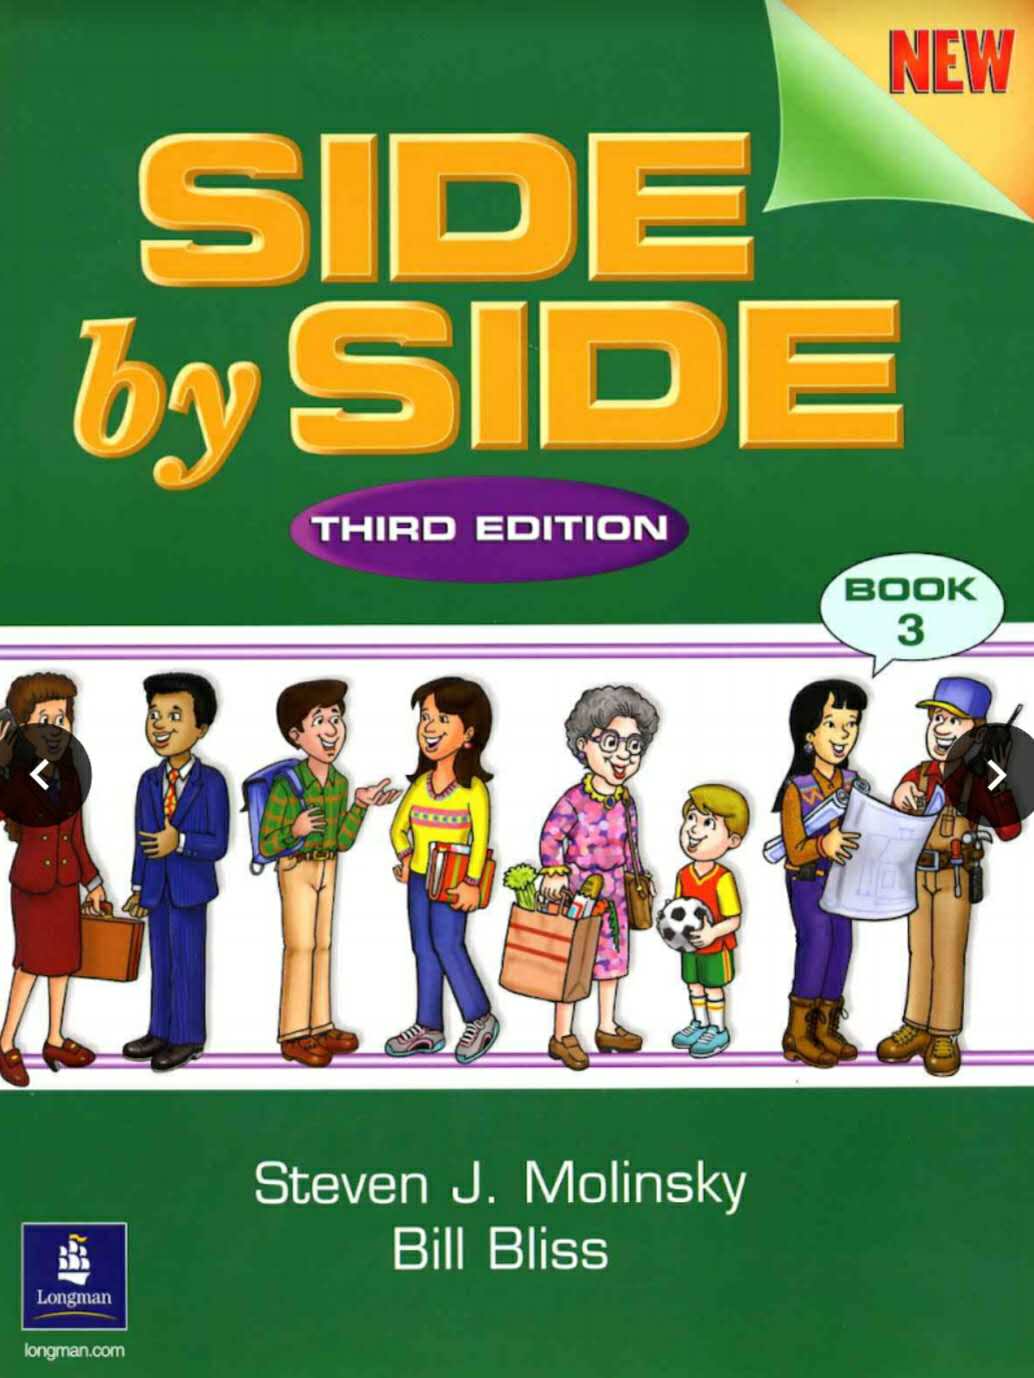 NEW
SIDE
by SIDE
THIRD EDITION
BOOK
3
Steven J. Molinsky
Bill Bliss
Longman
longman.com